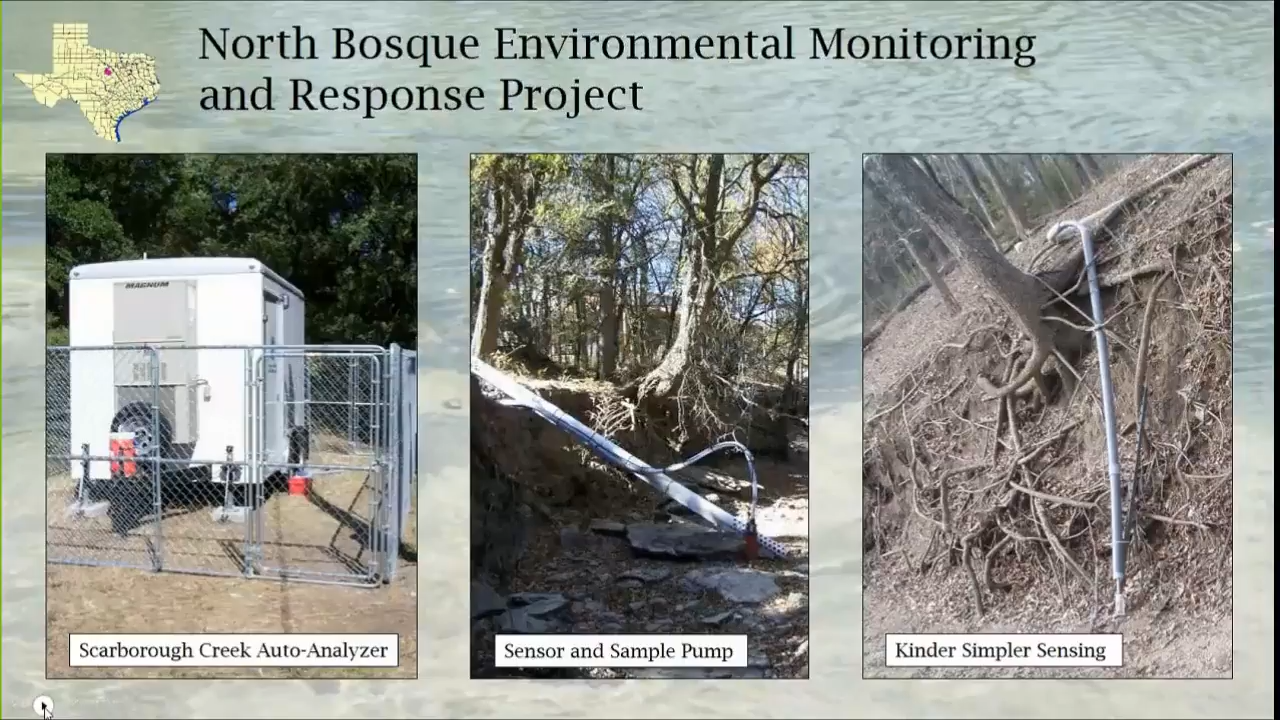 North Bosque Environmental Monitoring
and Response Project
MAGNUM
Scarborough Creek Auto-Analyzer
Sensor and Sample Pump
Kinder Simpler Sensing